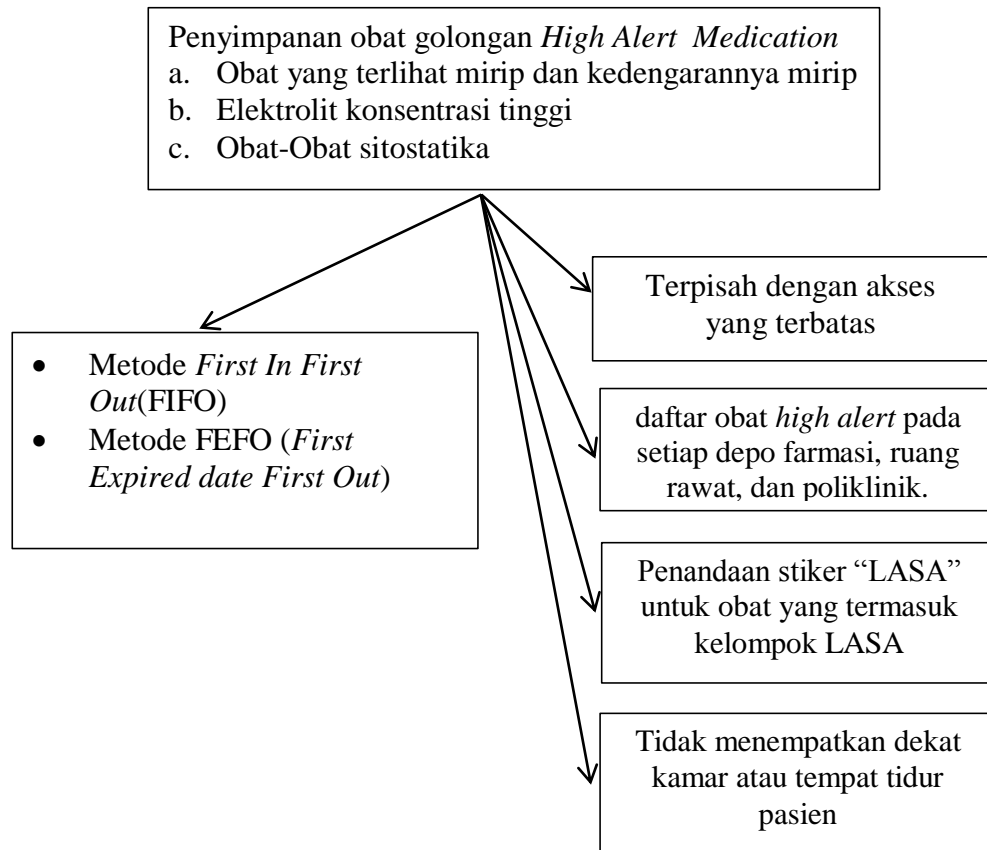 Penyimpanan obat golongan High Alert Medication
a. Obat yang terlihat mirip dan kedengarannya mirip
b. Elektrolit konsentrasi tinggi
c. Obat-Obat sitostatika
• Metode First In First
Out(FIFO)
• Metode FEFO (First
Expired date First Out)
Terpisah dengan akses
yang terbatas
daftar obat high alert pada
setiap depo farmasi, ruang
rawat, dan poliklinik.
Penandaan stiker “LASA”
untuk obat yang termasuk
kelompok LASA
Tidak menempatkan dekat
kamar atau tempat tidur
pasien